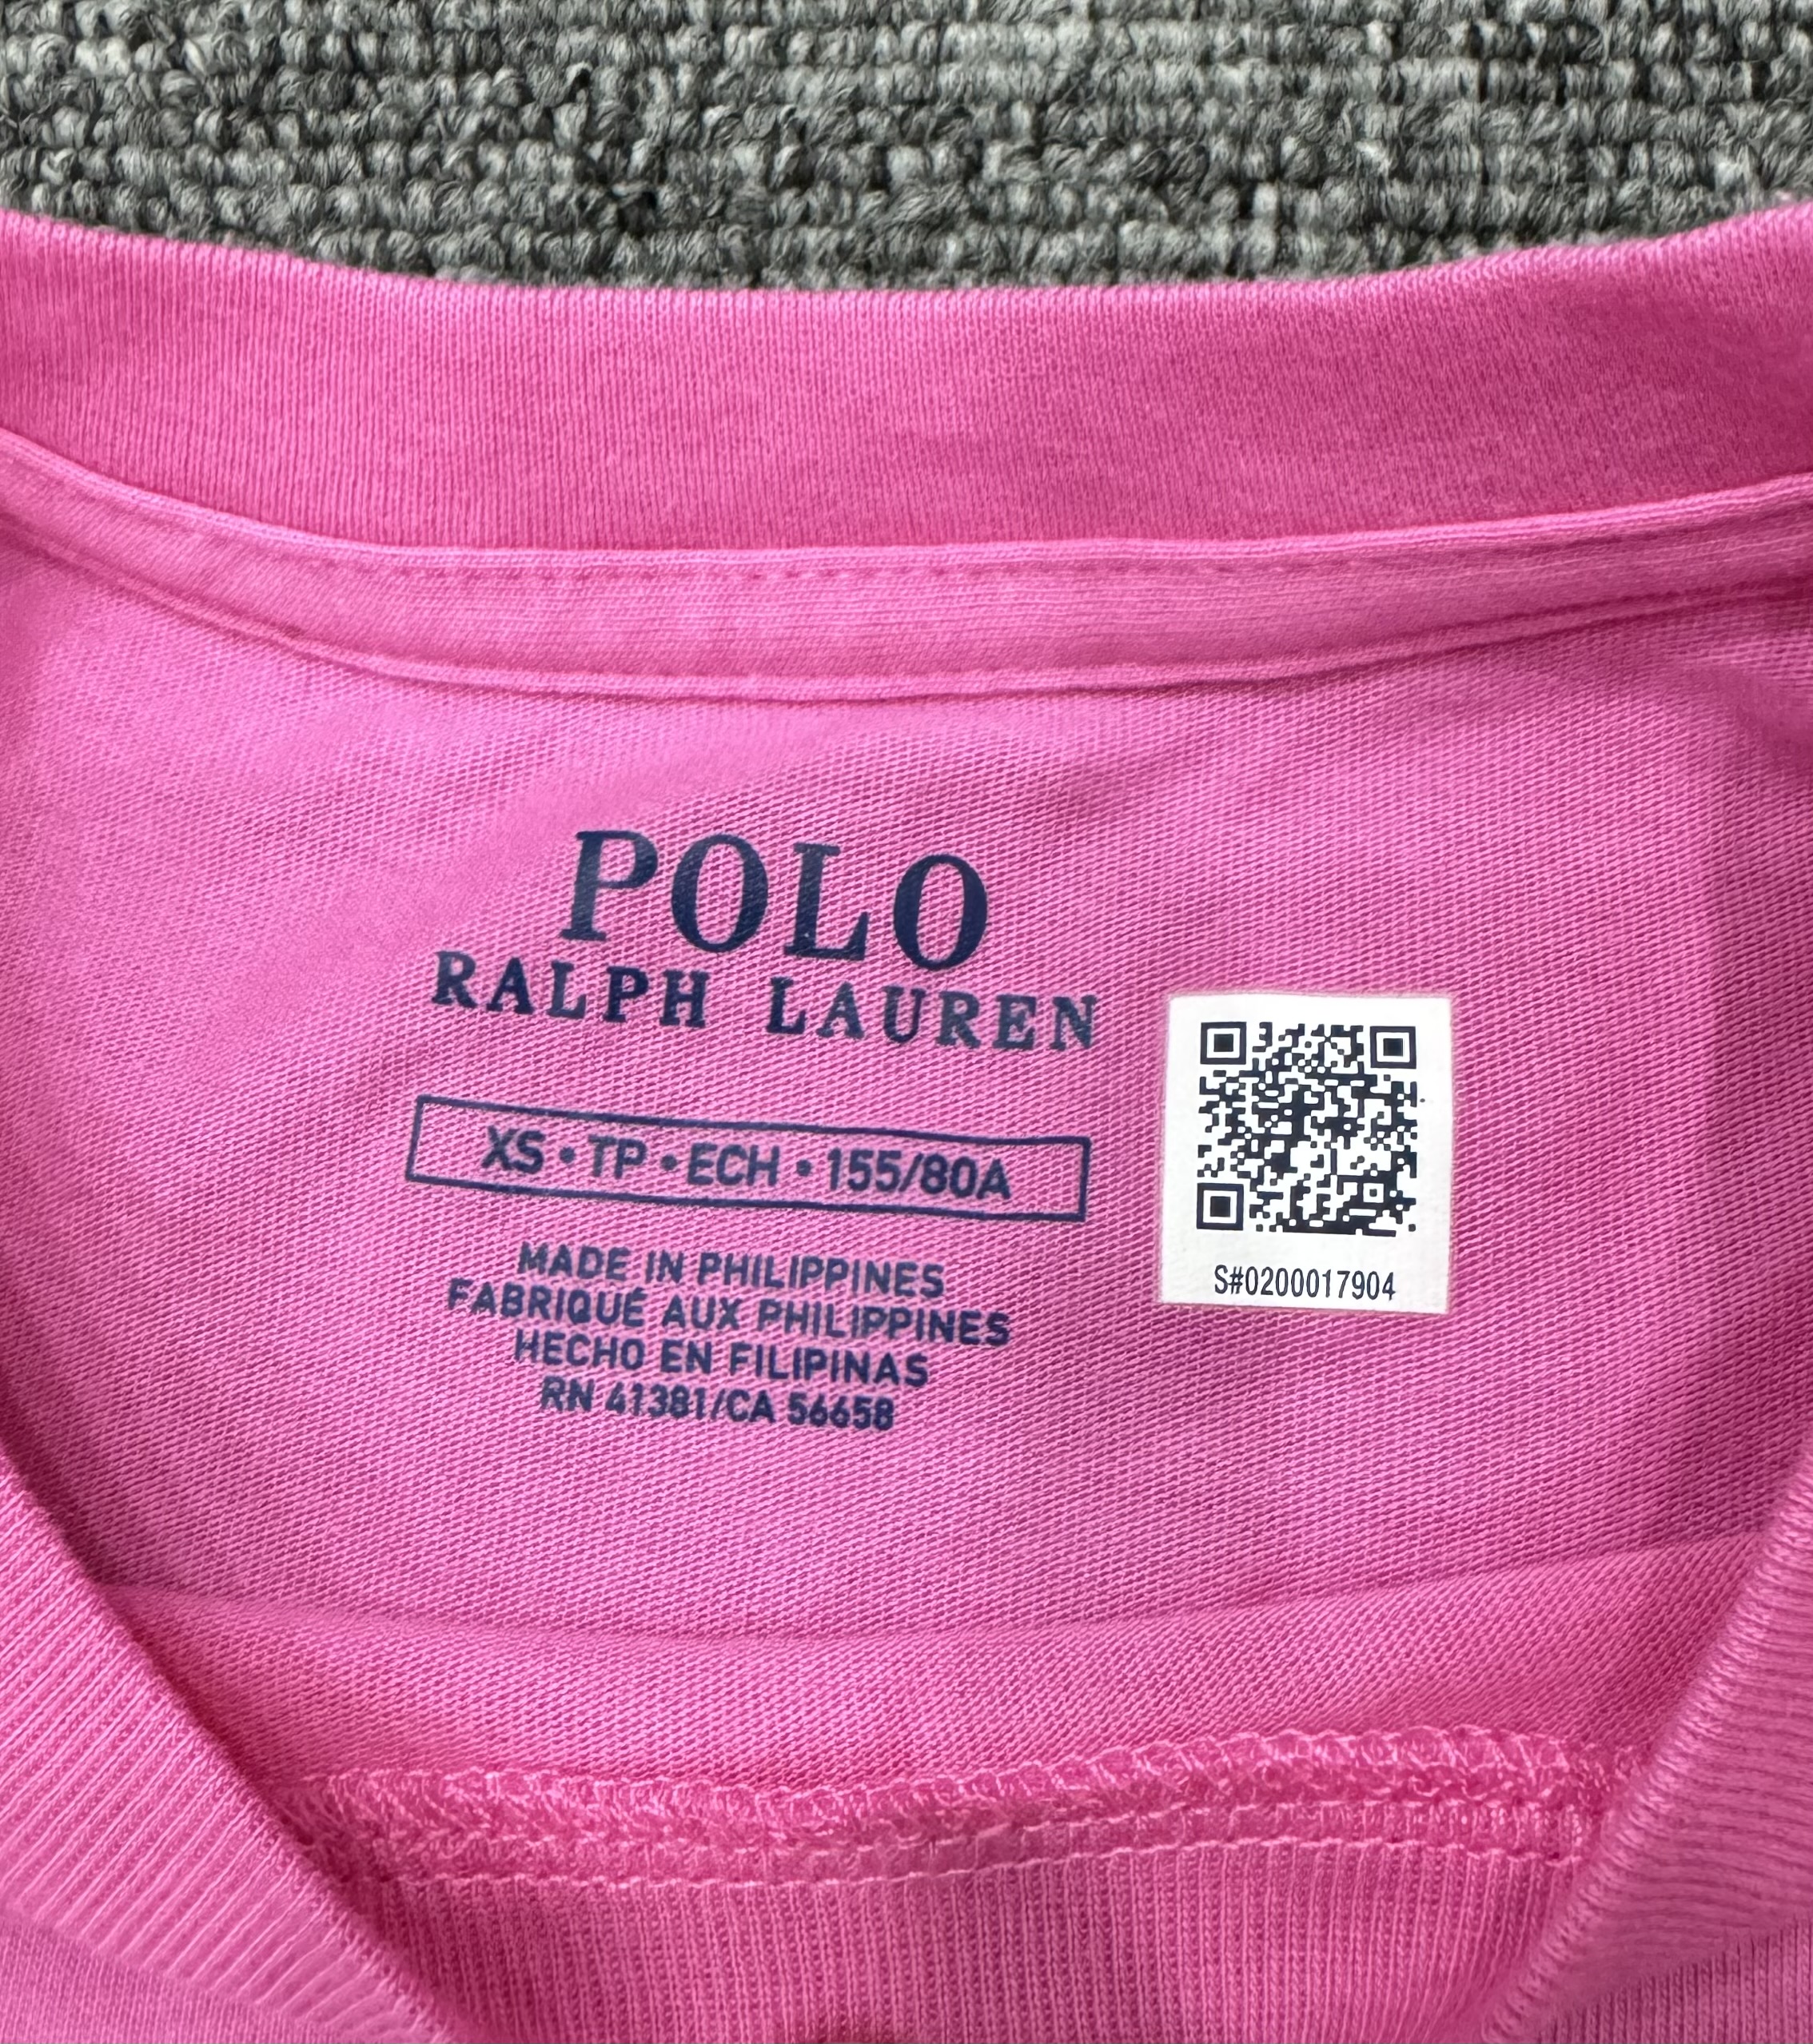 POLO
RALPH LAUREN
XS • TP • ECH • 155/80A
MADE IN PHILIPPINES
FABRIQUÉ AUX PHILIPPINES
HECHO EN FILIPINAS
RN 41381/CA 56658
S#0200017904